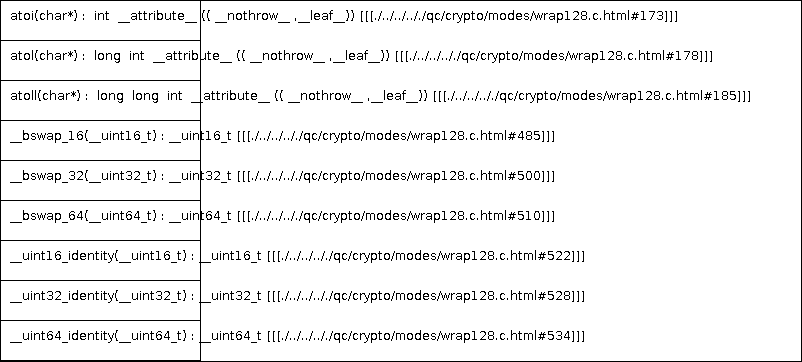 atoi(char*) : int __attribute__ (( __nothrow__ ,__leaf__)) [[[./../../././qc/crypto/modes/wrap128.c.html#173]]]
atol(char*) : long int __attribute__ (( __nothrow__ ,__leaf__)) [[[./../../././qc/crypto/modes/wrap128.c.html#178]]]
atoll(char*) : long long int __attribute__ (( __nothrow__ ,__leaf__)) [[[./../../././qc/crypto/modes/wrap128.c.html#185]]]
__bswap_16(__uint16_t) : __uint16_t [[[./../../././qc/crypto/modes/wrap128.c.html#485]]]
__bswap_32(__uint32_t) : __uint32_t [[[./../../././qc/crypto/modes/wrap128.c.html#500]]]
__bswap_64(__uint64_t) : __uint64_t [[[./../../././qc/crypto/modes/wrap128.c.html#510]]]
__uint16_identity(__uint16_t) : __uint16_t [[[./../../././qc/crypto/modes/wrap128.c.html#522]]]
__uint32_identity(__uint32_t) : __uint32_t [[[./../../././qc/crypto/modes/wrap128.c.html#528]]]
__uint64_identity(__uint64_t) : __uint64_t [[[./../../././qc/crypto/modes/wrap128.c.html#534]]]